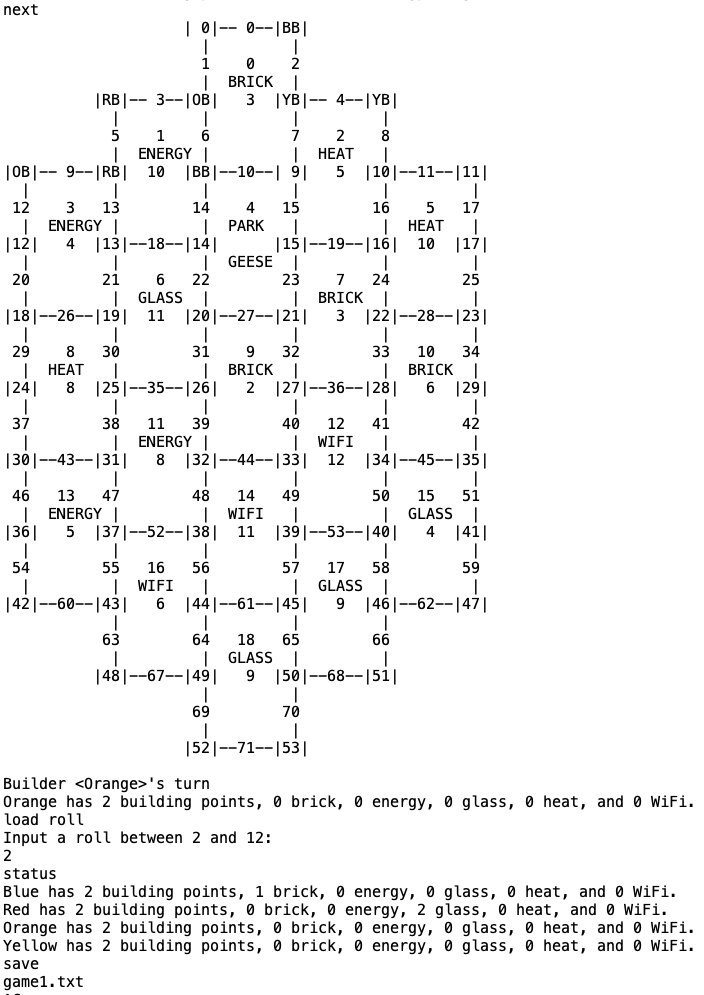 next
                    | 0|-- 0--|BB|
                      |         |
                      1    0    2
                      |  BRICK  |
          |RB|-- 3--|OB|   3  |YB|-- 4--|YB|
            |         |         |         |
            5    1    6         7    2    8
            |  ENERGY |         |  HEAT   |
|OB|-- 9--|RB|  10  |BB|--10--| 9|   5  |10|--11--|11|
  |         |         |         |         |         |
 12    3   13        14    4   15        16    5   17
  |  ENERGY |         |  PARK   |         |  HEAT   |
|12|   4  |13|--18--|14|      |15|--19--|16|  10  |17|
  |         |         |  GEESE  |         |         |
 20        21    6   22        23    7   24        25
  |         |  GLASS  |         |  BRICK  |         |
|18|--26--|19|  11  |20|--27--|21|   3  |22|--28--|23|
  |         |         |         |         |         |
 29    8   30        31    9   32        33   10   34
  |  HEAT   |         |  BRICK  |         |  BRICK  |
|24|   8  |25|--35--|26|   2  |27|--36--|28|   6  |29|
  |         |         |         |         |         |
 37        38   11   39        40   12   41        42
  |         |  ENERGY |         |  WIFI   |         |
|30|--43--|31|   8  |32|--44--|33|  12  |34|--45--|35|
  |         |         |         |         |         |
 46   13   47        48   14   49        50   15   51
  |  ENERGY |         |  WIFI   |         |  GLASS  |
|36|   5  |37|--52--|38|  11  |39|--53--|40|   4  |41|
  |         |         |         |         |         |
 54        55   16   56        57   17   58        59
  |         |  WIFI   |         |  GLASS  |         |
|42|--60--|43|   6  |44|--61--|45|   9  |46|--62--|47|
            |         |         |         |
           63        64   18   65        66
            |         |  GLASS  |         |
          |48|--67--|49|   9  |50|--68--|51|
                      |         |
                     69        70
                      |         |
                    |52|--71--|53|
Builder <Orange>'s turn
Orange has 2 building points, 0 brick, 0 energy, 0 glass, 0 heat, and 0 WiFi.
load roll
Input a roll between 2 and 12:
2
status
Blue has 2 building points, 1 brick, 0 energy, 0 glass, 0 heat, and 0 WiFi.
Red has 2 building points, 0 brick, 0 energy, 2 glass, 0 heat, and 0 WiFi.
Orange has 2 building points, 0 brick, 0 energy, 0 glass, 0 heat, and 0 WiFi.
Yellow has 2 building points, 0 brick, 0 energy, 0 glass, 0 heat, and 0 WiFi.
save
game1.txt